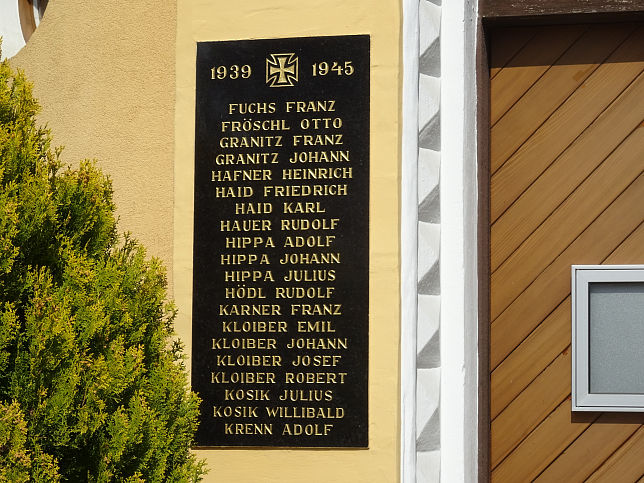 1939 1945
FUCHS FRANZ
FRÖSCHL OTTO
GRANITZ FRANZ
GRANITZ JOHANN
HAFNER HEINRICH
HAID FRIEDRICH
HAID KARL
HAUER RUDOLF
HIPPA ADOLF
HIPPA JOHANN
HIPPA JULIUS
HÖDL RUDOLF
KARNER FRANZ
KLOIBER EMIL
KLOIBER JOHANN
KLOIBER JOSEF
KLOIBER ROBERT
KOSIK JULIUS
KOSIK WILLIBALD
KRENN ADOLF